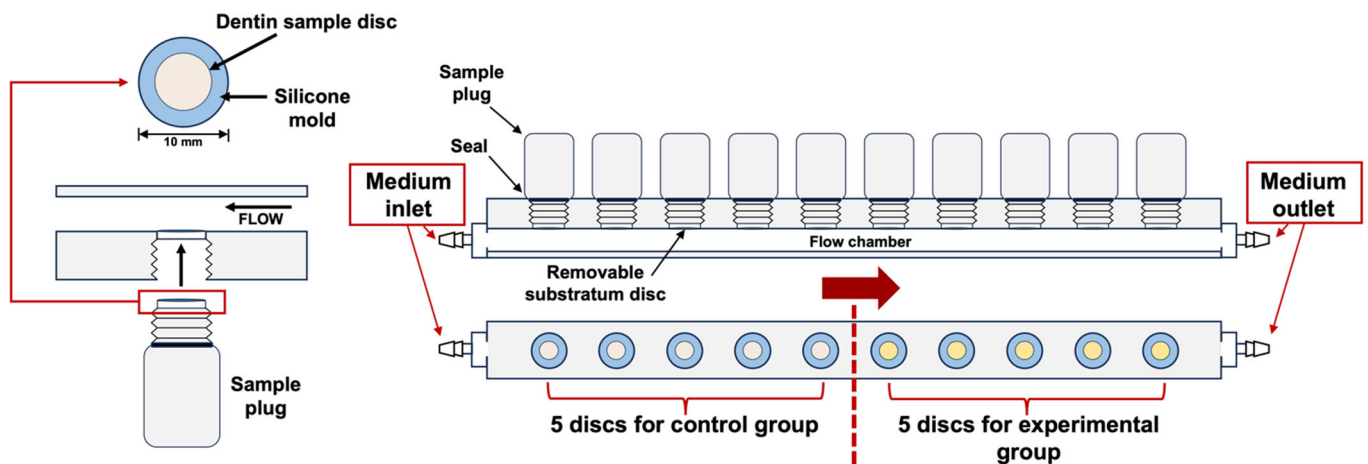 Dentin sample disc
Silicone
mold
10 mm
FLOW
Sample
plug
Sample
plug
Seal
Medium
inlet
Medium
outlet
Flow chamber
Removable
substratum disc
5 discs for control group
5 discs for experimental
group